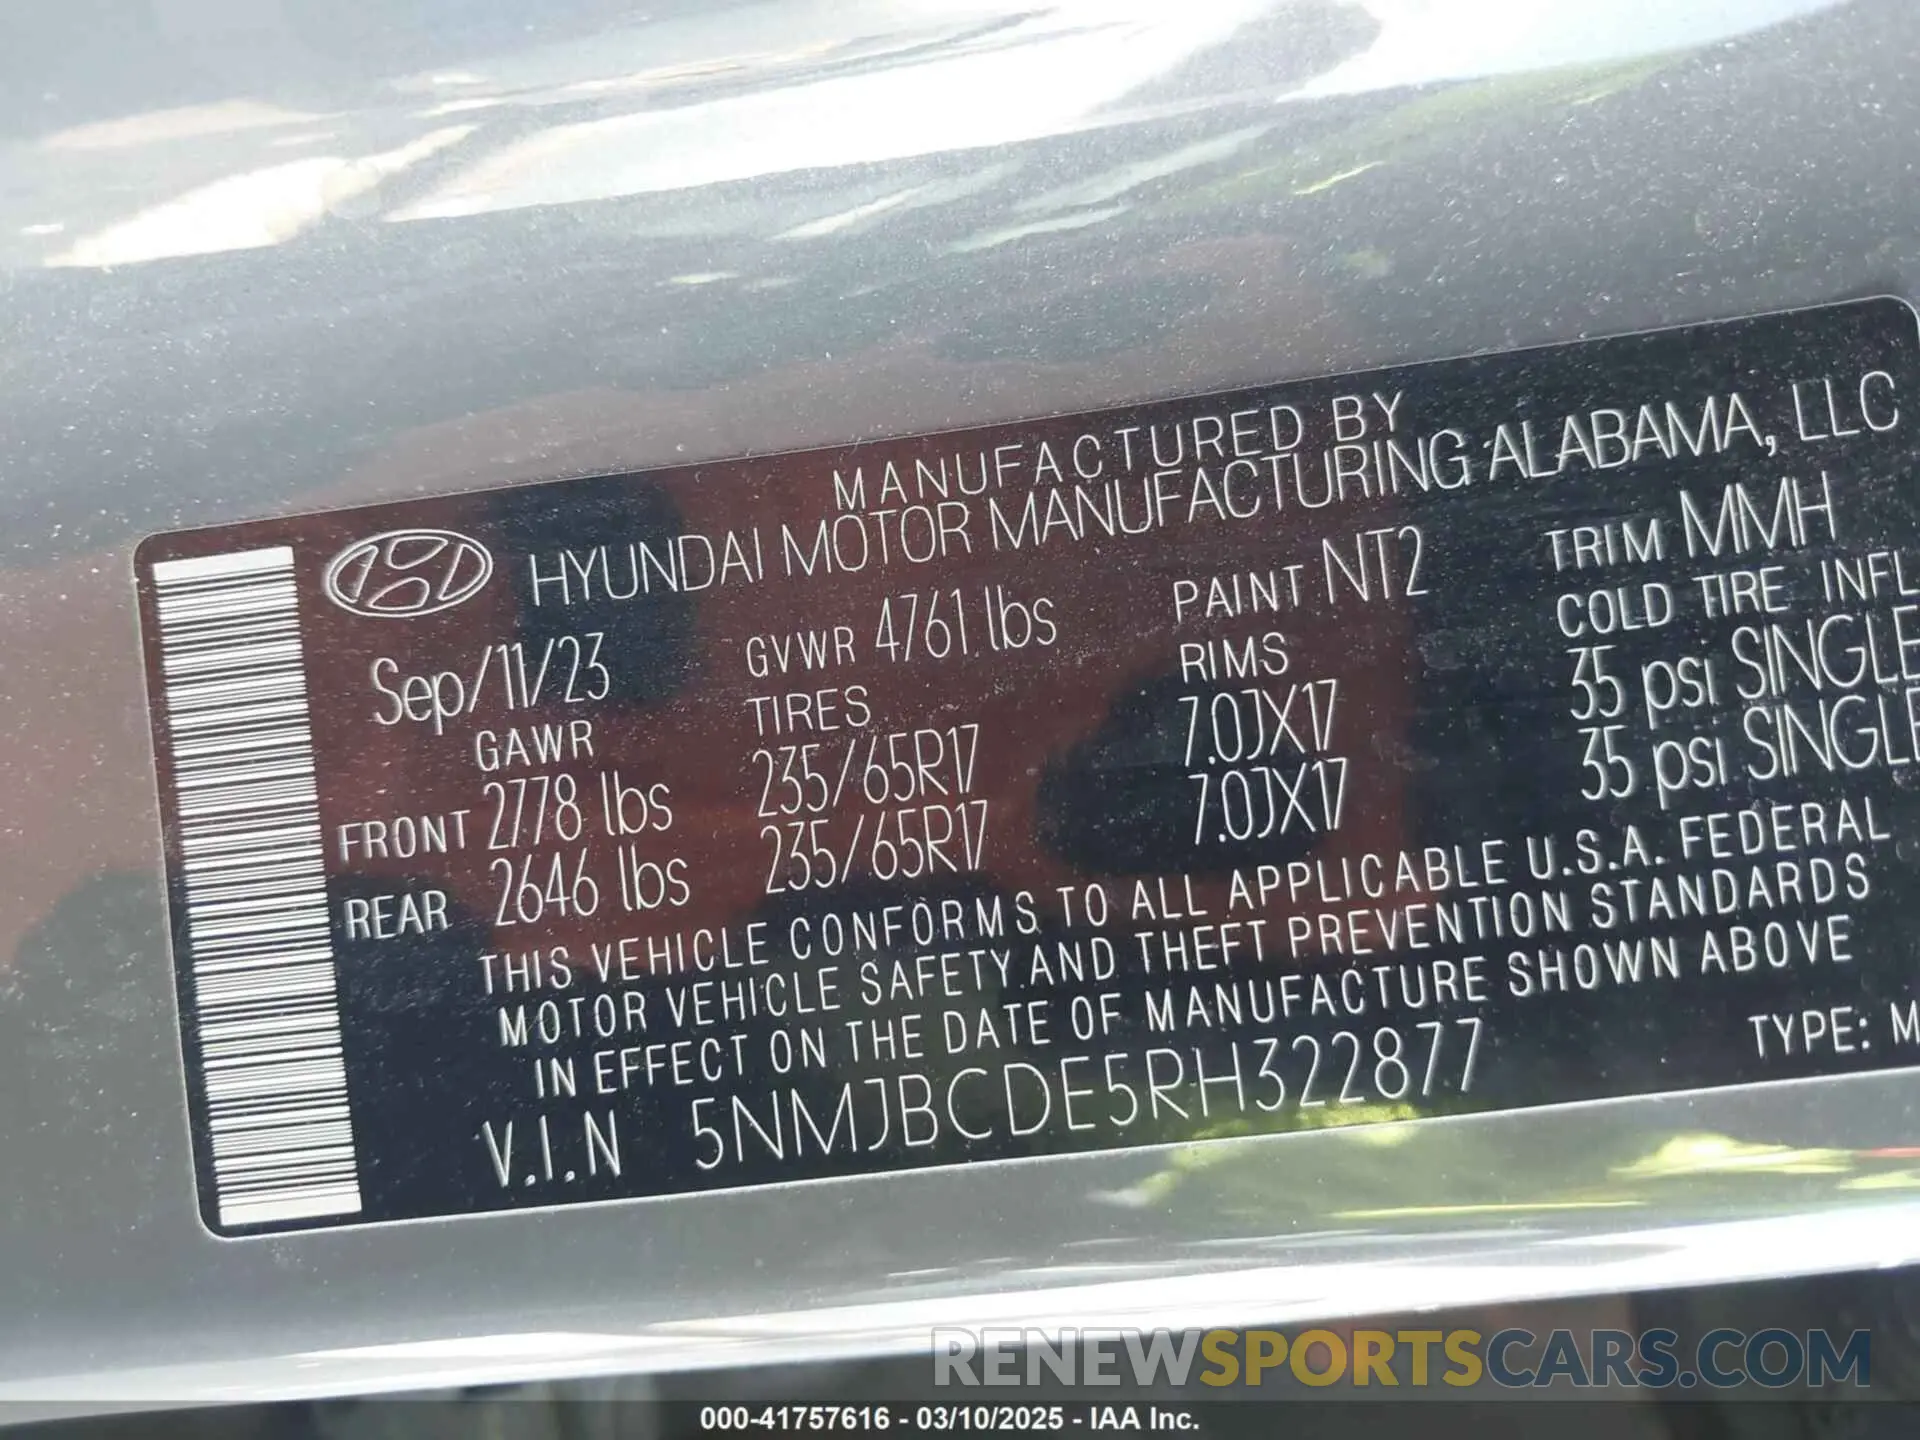 MANUFACTURED BY
HYUNDAI MOTOR MANUFACTURING ALABAMA, LLC
Sep/11/23 GVWR 4761 lbs PAINT NT2 TRIM MMH
GAWR TIRES RIMS COLD TIRE INFL
FRONT 2778 lbs 235/65R17 7.0JX17 35 psi SINGLE
REAR 2646 lbs 235/65R17 7.0JX17 35 psi SINGLE
THIS VEHICLE CONFORMS TO ALL APPLICABLE U.S.A. FEDERAL
MOTOR VEHICLE SAFETY AND THEFT PREVENTION STANDARDS
IN EFFECT ON THE DATE OF MANUFACTURE SHOWN ABOVE
V.I.N 5NMJBCDE5RH322877 TYPE: M
RENEWSPORTSCARS.COM
000-41757616 - 03/10/2025 - IAA Inc.